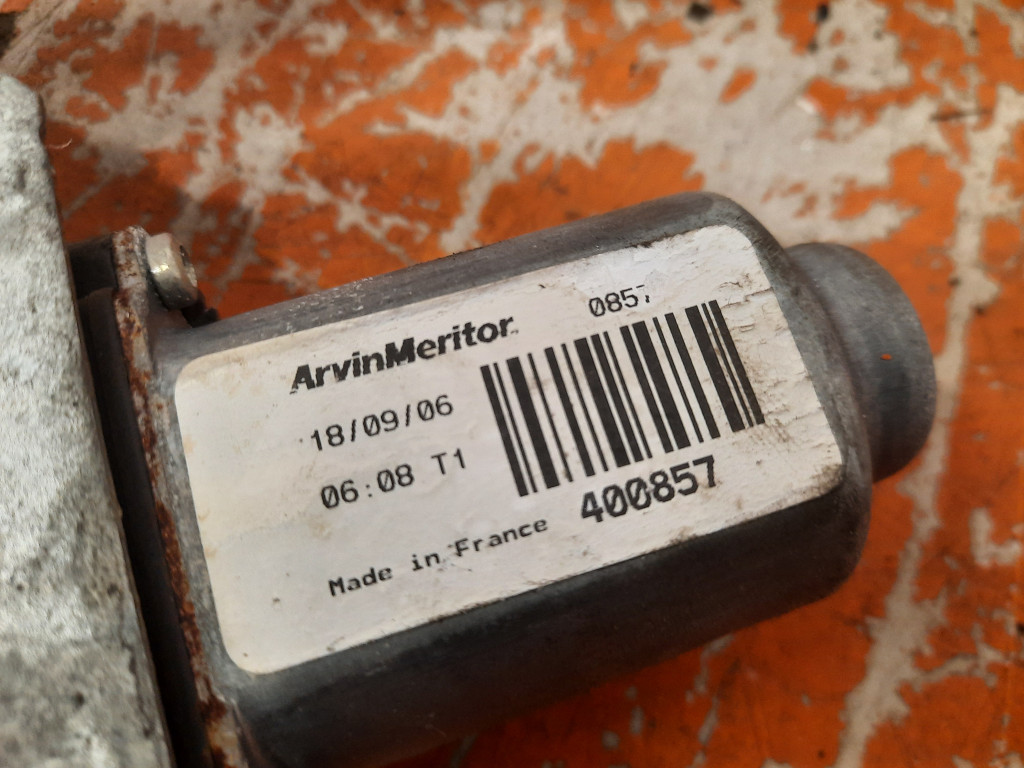 ArvinMeritor
0857
18/09/06
06:08 T1
400857
Made in France